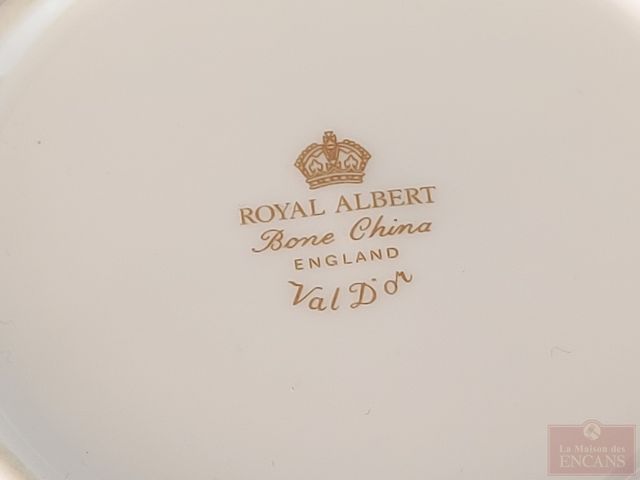 ROYAL ALBERT
Bone China
ENGLAND
Val D'or
La Maison des
ENCANS